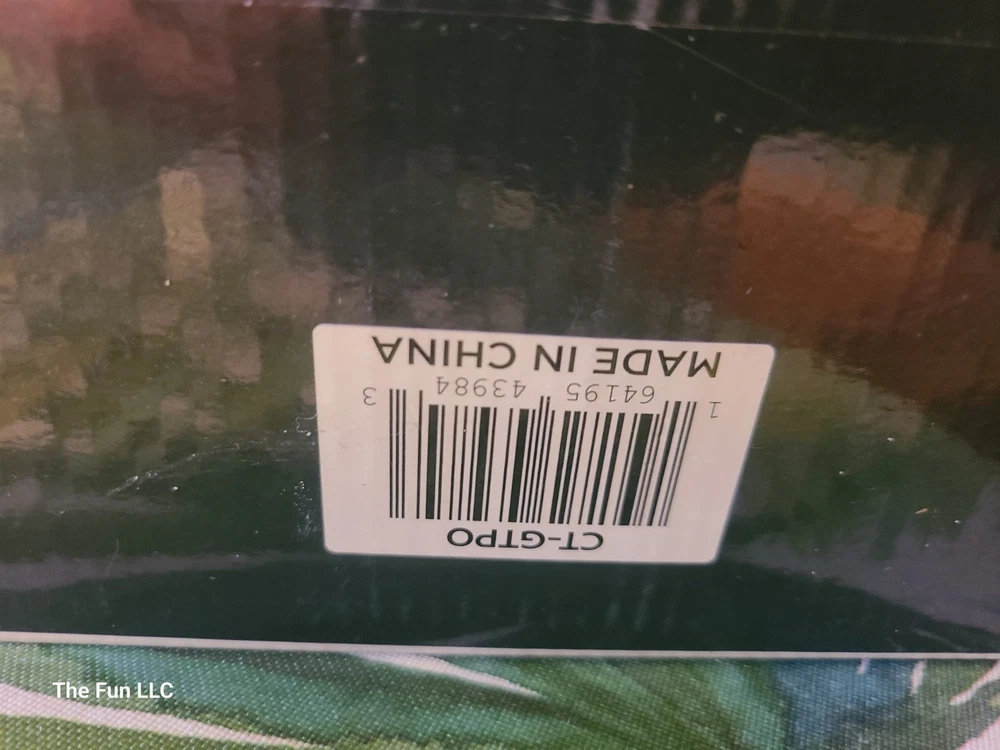 CT-GTPO
1 64195 43984 3
MADE IN CHINA
The Fun LLC